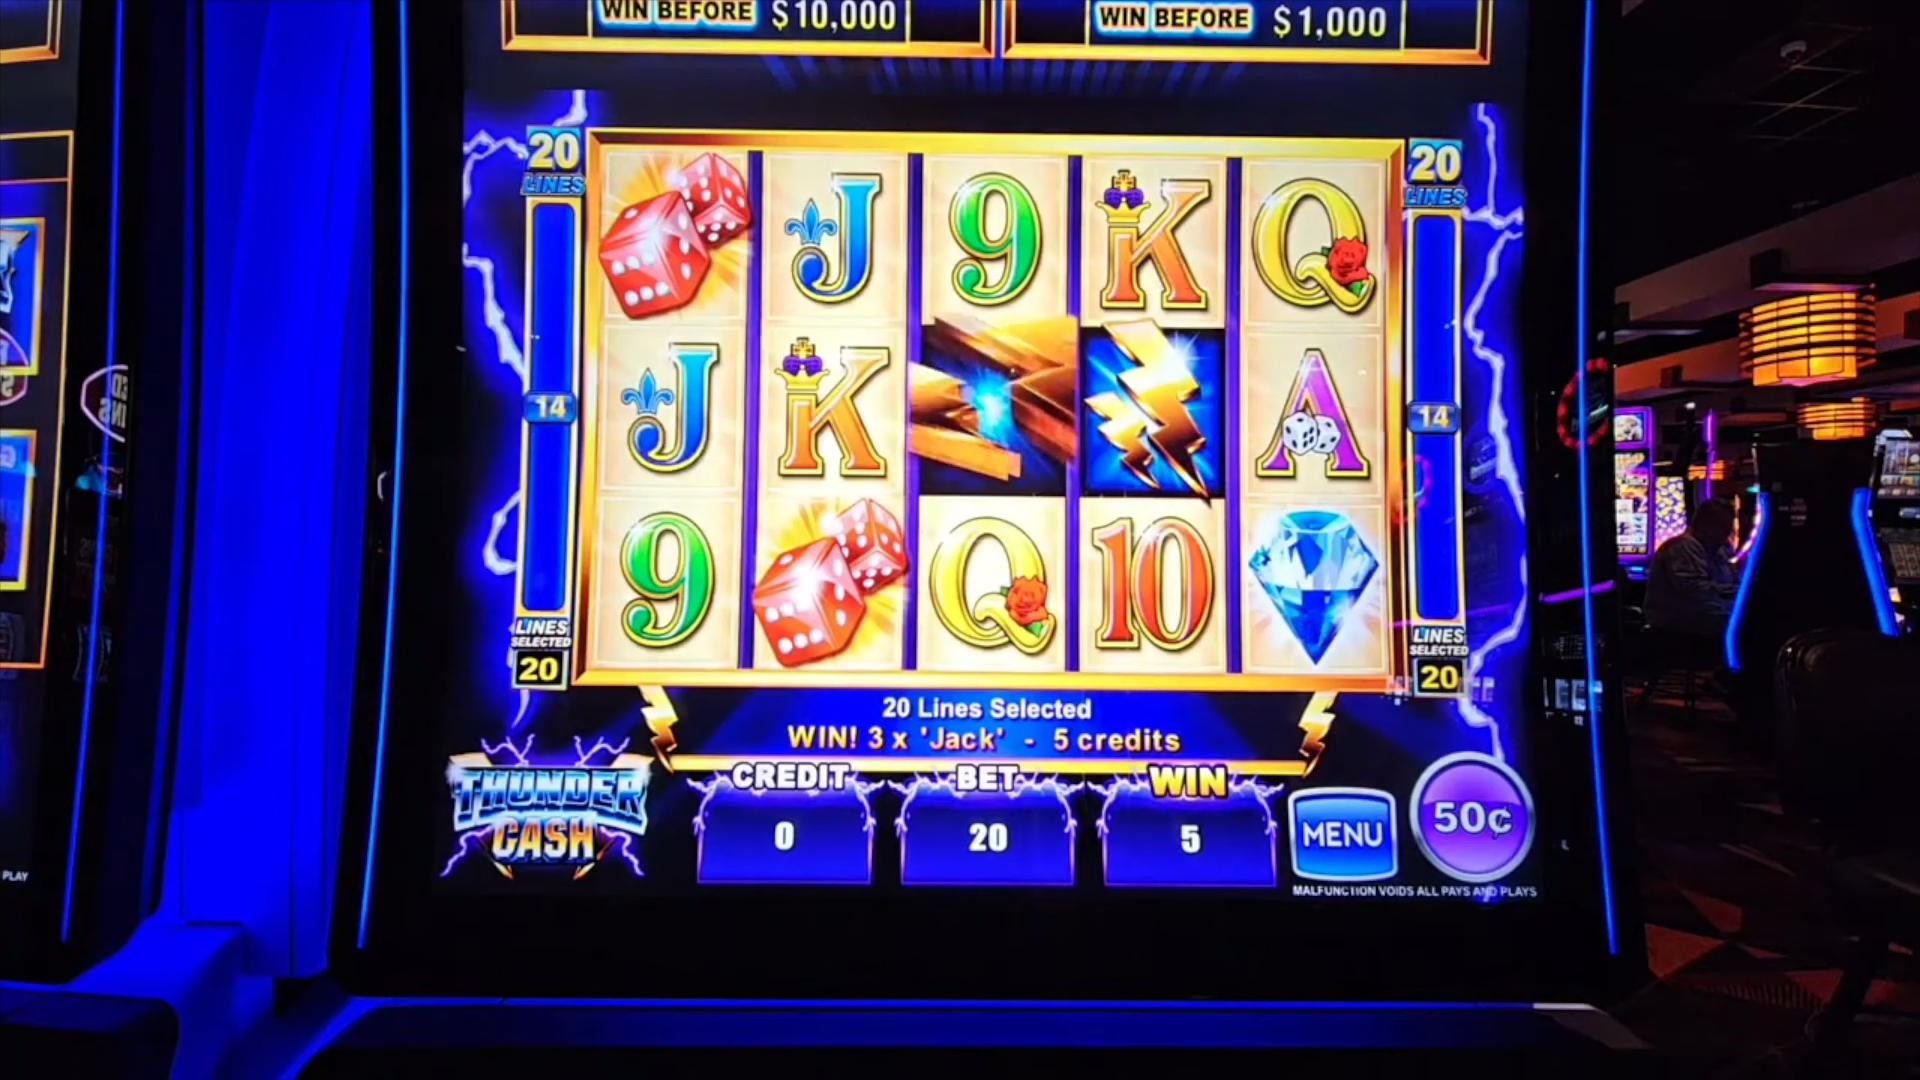 WIN BEFORE $10,000
WIN BEFORE $1,000
20 LINES
20 LINES
J 9 K Q
J K A
14
14
9 Q 10
LINES SELECTED 20
LINES SELECTED 20
20 Lines Selected
WIN! 3 x 'Jack' - 5 credits
THUNDER CASH
CREDIT 0
BET 20
WIN 5
MENU
50¢
MALFUNCTION VOIDS ALL PAYS AND PLAYS
PLAY